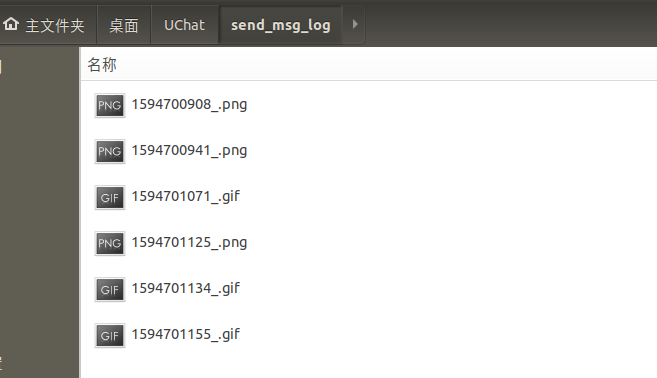 主文件夹 桌面 UChat send_msg_log
名称
PNG 1594700908_.png
PNG 1594700941_.png
GIF 1594701071_.gif
PNG 1594701125_.png
GIF 1594701134_.gif
GIF 1594701155_.gif